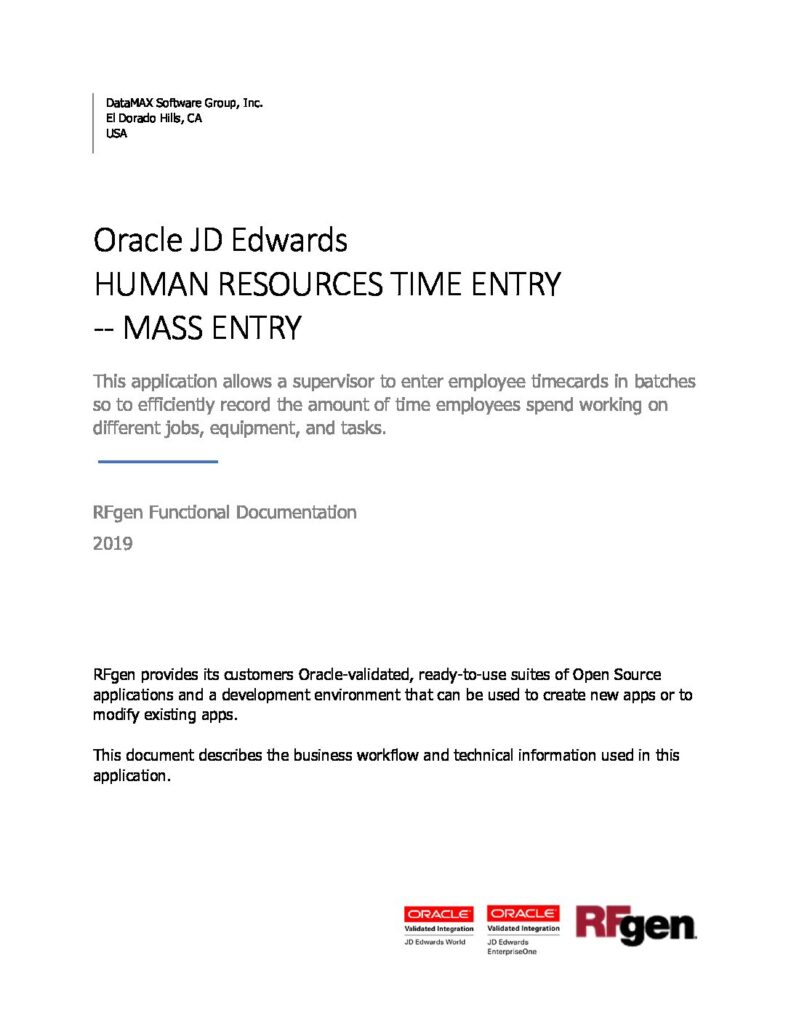 DataMAX Software Group, Inc.
El Dorado Hills, CA
USA
Oracle JD Edwards
HUMAN RESOURCES TIME ENTRY
-- MASS ENTRY
This application allows a supervisor to enter employee timecards in batches
so to efficiently record the amount of time employees spend working on
different jobs, equipment, and tasks.
RFgen Functional Documentation
2019
RFgen provides its customers Oracle-validated, ready-to-use suites of Open Source
applications and a development environment that can be used to create new apps or to
modify existing apps.
This document describes the business workflow and technical information used in this
application.
ORACLE
Validated Integration
JD Edwards World
ORACLE
Validated Integration
JD Edwards
EnterpriseOne
RFgen